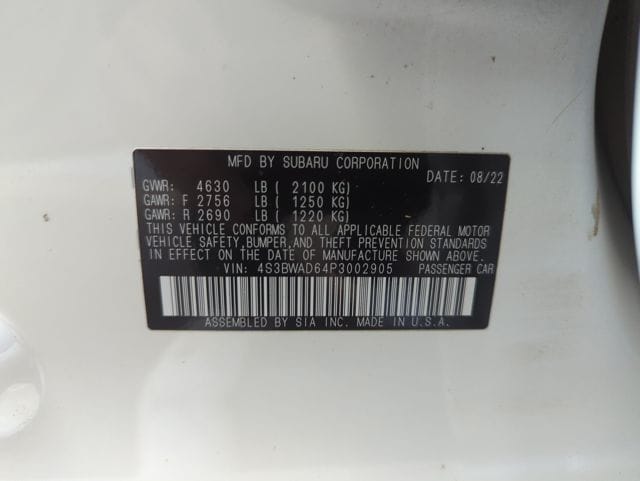 MFD BY SUBARU CORPORATION
DATE: 08/22
GVWR: 4630 LB ( 2100 KG)
GAWR: F 2756 LB ( 1250 KG)
GAWR: R 2690 LB ( 1220 KG)
THIS VEHICLE CONFORMS TO ALL APPLICABLE FEDERAL MOTOR
VEHICLE SAFETY, BUMPER, AND THEFT PREVENTION STANDARDS
IN EFFECT ON THE DATE OF MANUFACTURE SHOWN ABOVE.
VIN: 4S3BWAD64P3002905 PASSENGER CAR
ASSEMBLED BY SIA INC. MADE IN U.S.A.